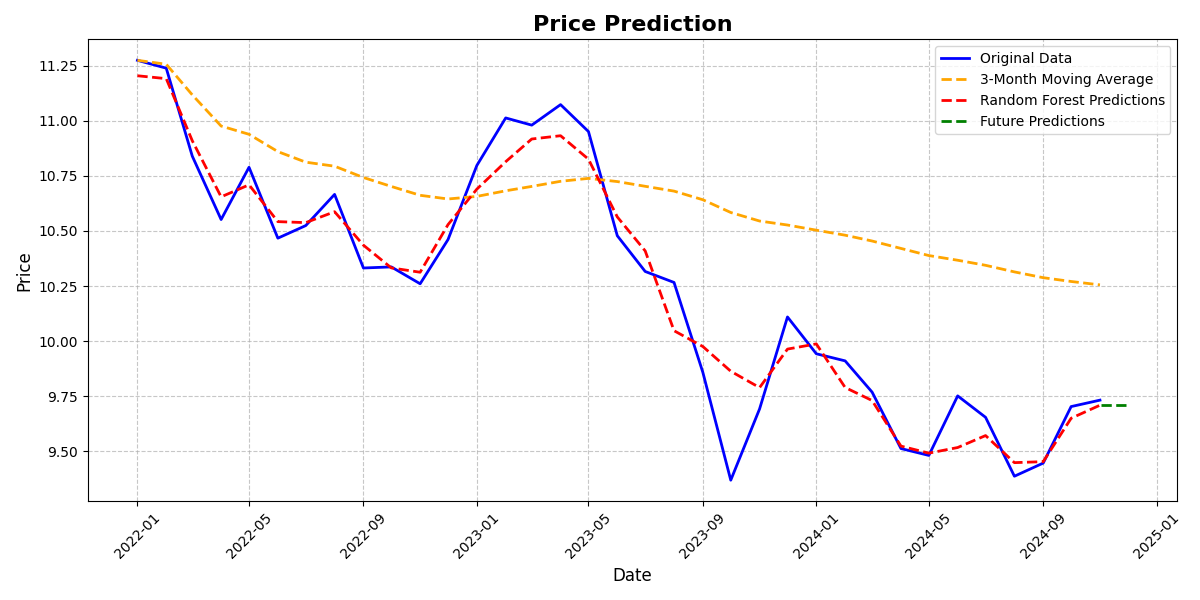 Price Prediction
Original Data
3-Month Moving Average
Random Forest Predictions
Future Predictions
11.25
11.00
10.75
10.50
10.25
10.00
9.75
9.50
Price
2022-01
2022-05
2022-09
2023-01
2023-05
2023-09
2024-01
2024-05
2024-09
2025-01
Date